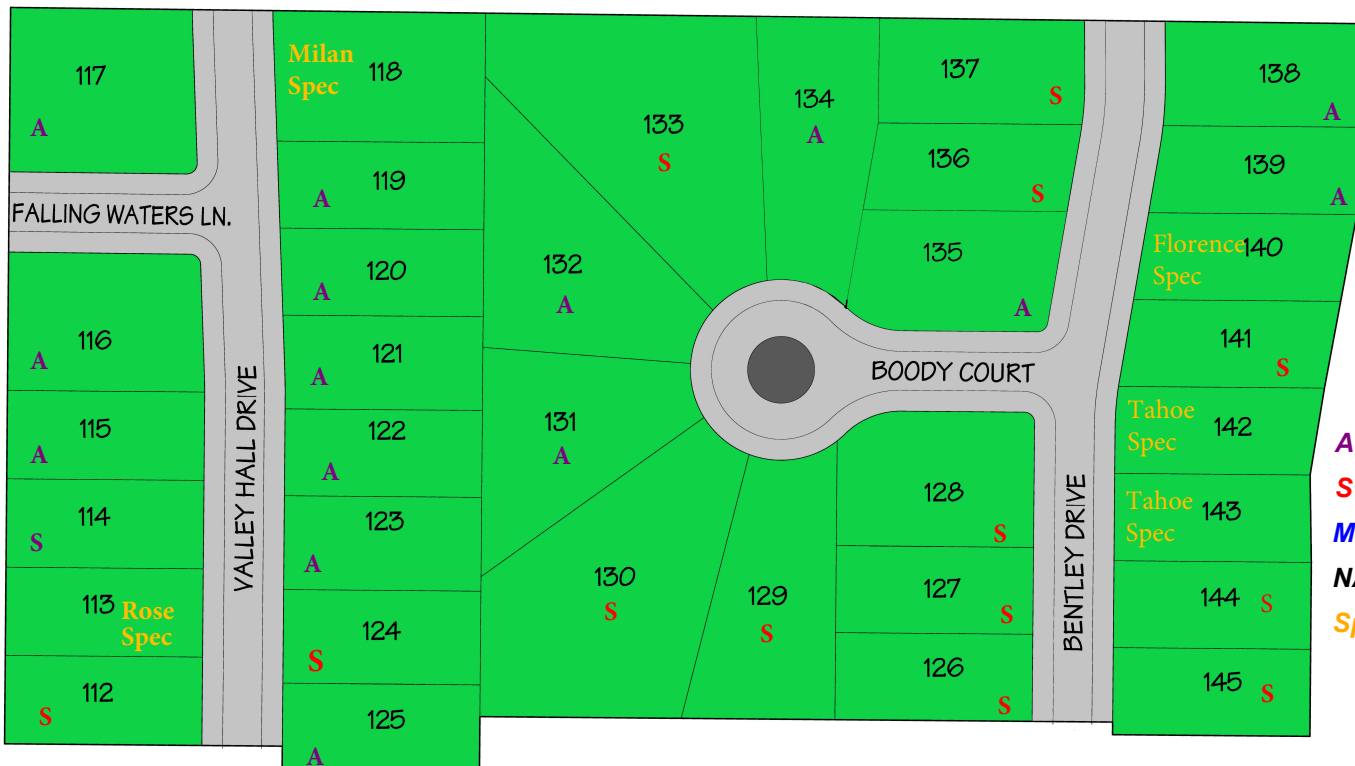 117
A
Milan
Spec
118
133
S
134
A
137
S
138
A
119
A
136
S
139
A
FALLING WATERS LN.
120
A
132
A
135
A
Florence
Spec
140
116
A
121
A
141
S
BOODY COURT
115
A
122
A
131
A
Tahoe
Spec
142
A
S
M
NA
Sp
114
S
VALLEY HALL DRIVE
123
A
128
S
BENTLEY DRIVE
Tahoe
Spec
143
113
Rose
Spec
124
S
130
S
129
S
127
S
144
S
112
S
125
A
126
S
145
S